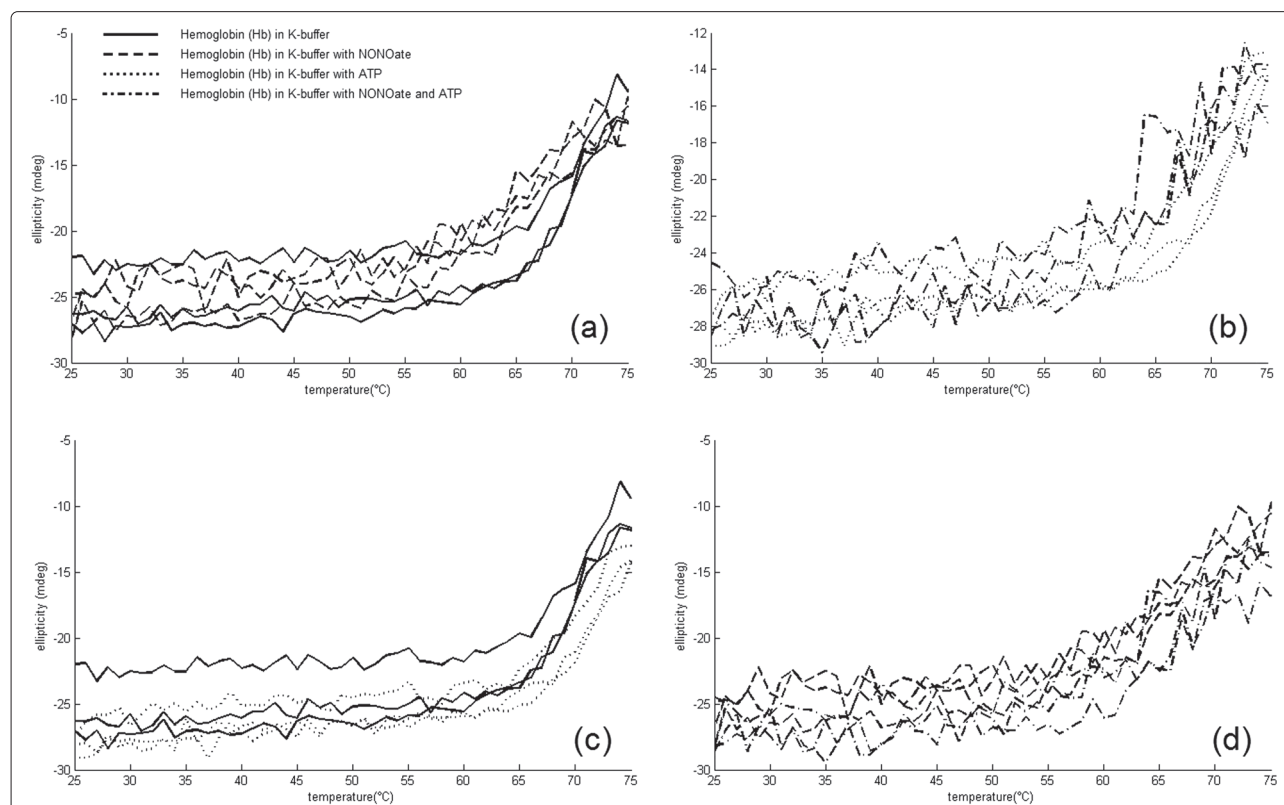 Hemoglobin (Hb) in K-buffer
Hemoglobin (Hb) in K-buffer with NONOate
Hemoglobin (Hb) in K-buffer with ATP
Hemoglobin (Hb) in K-buffer with NONOate and ATP
-5
-10
-15
-20
-25
-30
ellipticity (mdeg)
25 30 35 40 45 50 55 60 65 70 75
temperature(°C)
(a)
-12
-14
-16
-18
-20
-22
-24
-26
-28
-30
ellipticity (mdeg)
25 30 35 40 45 50 55 60 65 70 75
temperature(°C)
(b)
-5
-10
-15
-20
-25
-30
ellipticity (mdeg)
25 30 35 40 45 50 55 60 65 70 75
temperature(°C)
(c)
-5
-10
-15
-20
-25
-30
ellipticity (mdeg)
25 30 35 40 45 50 55 60 65 70 75
temperature(°C)
(d)